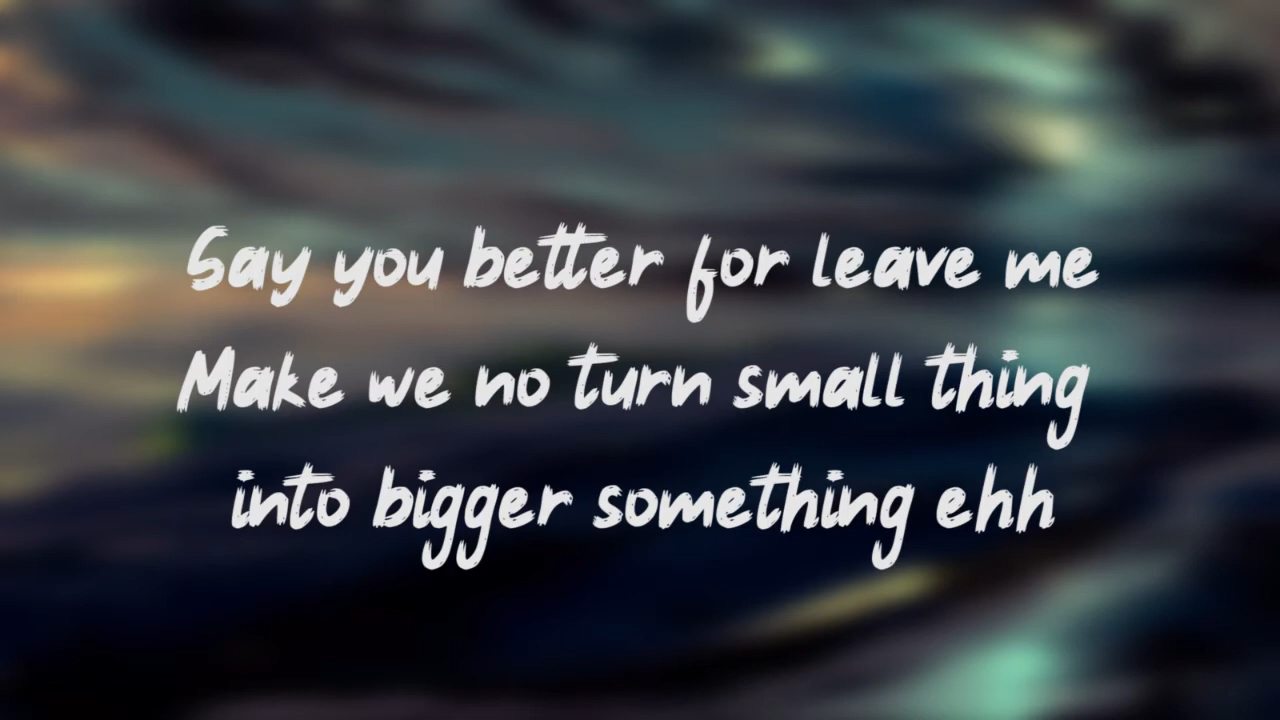 Say you better for leave me
Make we no turn small thing
into bigger something ehh